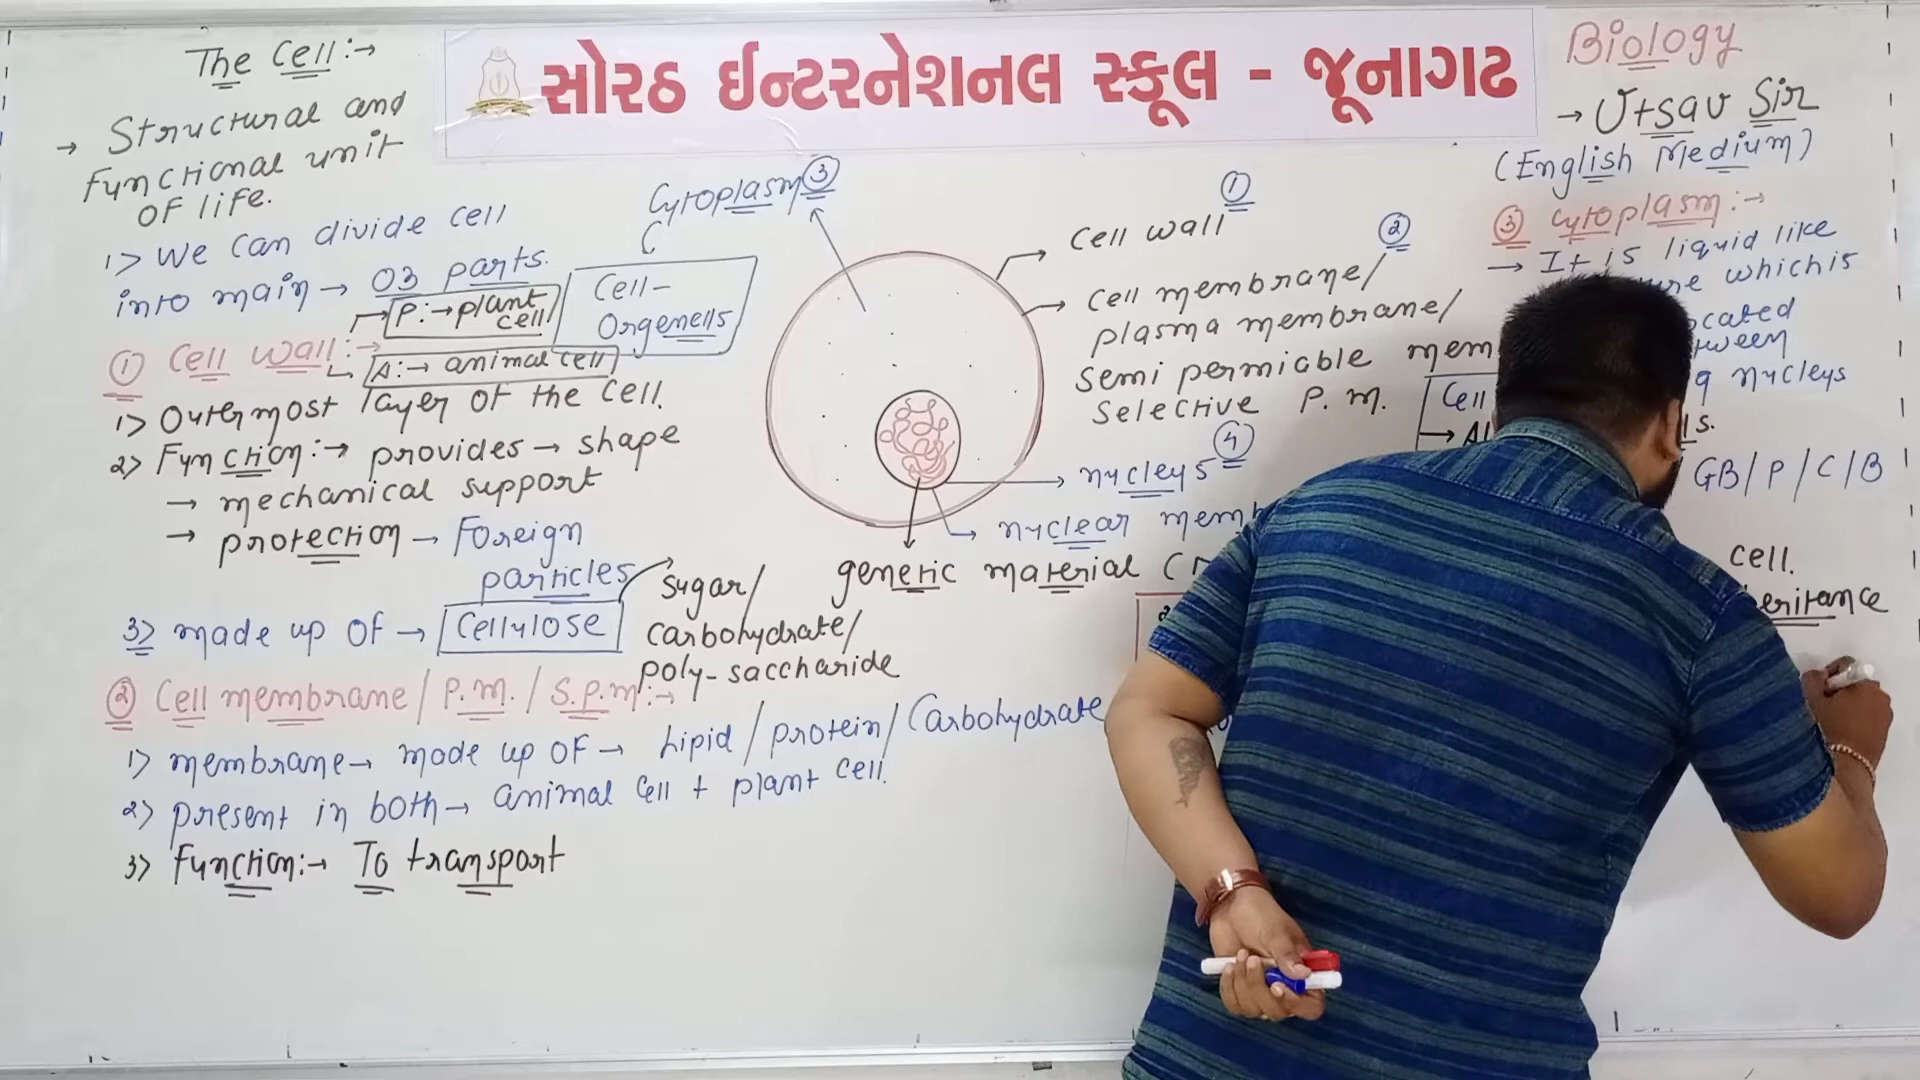 The Cell:→
→ Structural and
Functional unit
OF life.
1> We Can divide cell
into main → 03 parts.
① Cell wall:→
P:→plant
cell
A:→ animal cell
1> Outermost layer of the cell.
2> Function:→ provides → shape
→ mechanical support
→ protection → Foreign
particles
3> made up OF → Cellulose
sugar/
carbohydrate/
poly-saccharide
② Cell membrane/P.M./S.P.M:→
1> membrane→ made up OF → Lipid/protein/Carbohydrate
2> present in both→ animal Cell + plant cell.
3> Function:→ To transport
સોરઠ ઈન્ટરનેશનલ સ્કૂલ - જૂનાગઢ
Cytoplasm ③
Cell-
Orgenells
Cell wall ①
②
Cell membrane/
plasma membrane/
Semi permiable mem
Selective P.M.
nucleus ④
nuclear memb
genetic material
Biology
→ Utsav Sir
(English Medium)
③ Cytoplasm:→
→ It is liquid like
which is
nucleus
Cell
GB/P/C/B
cell.